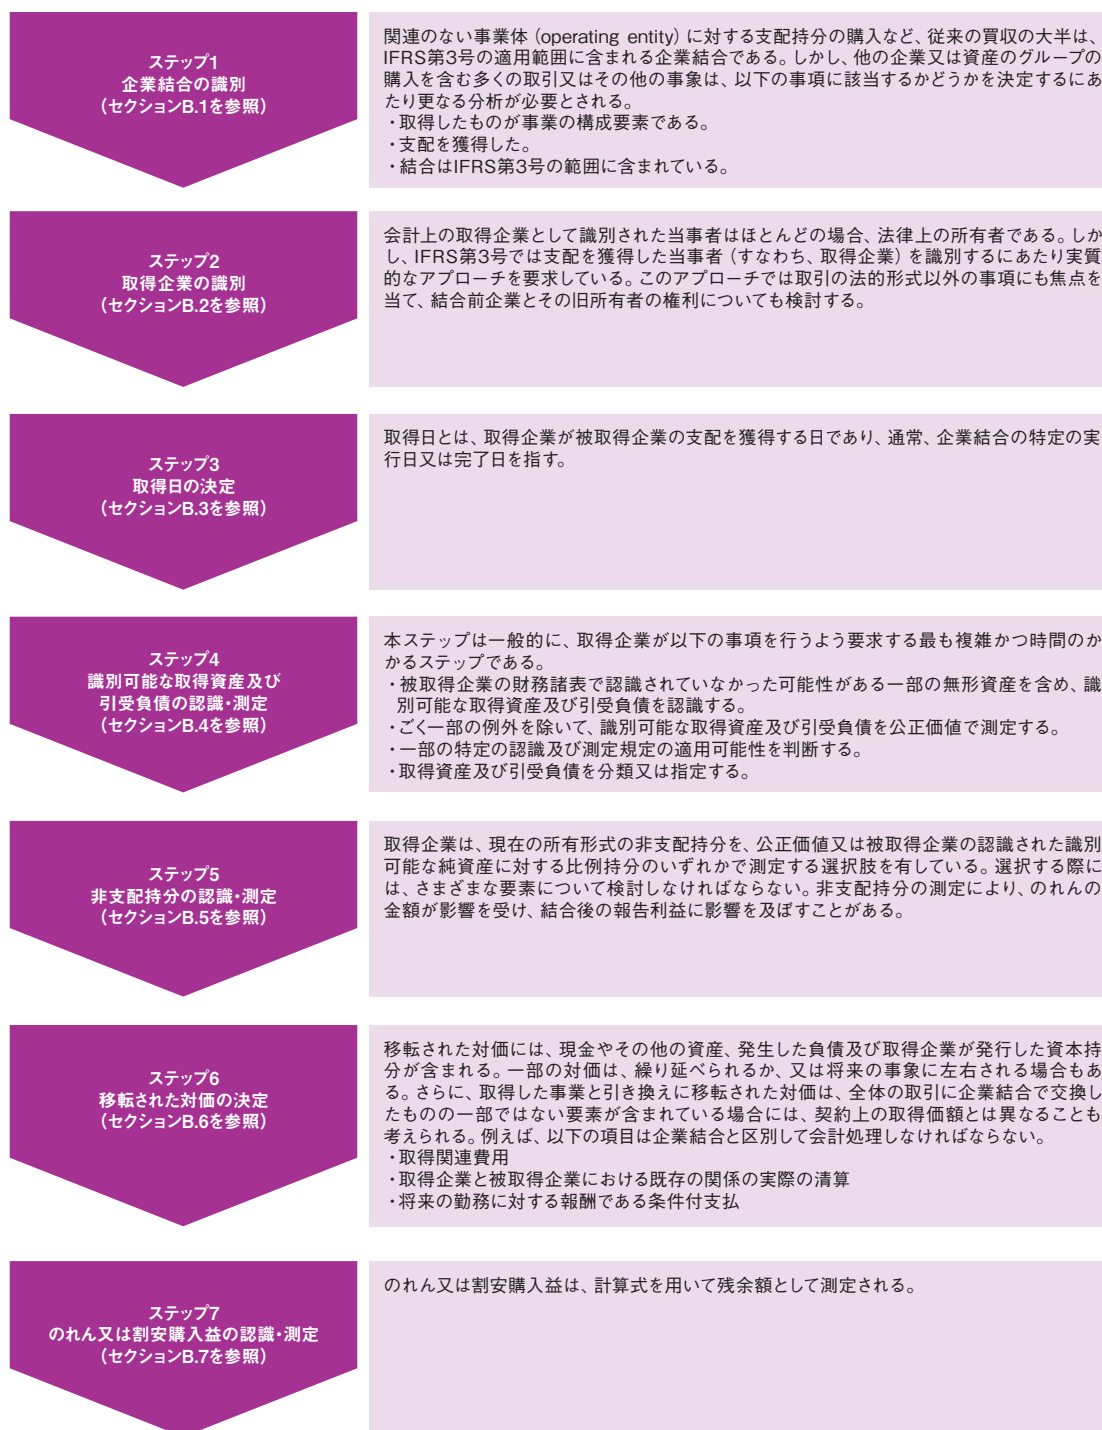 ステップ1
企業結合の識別
(セクションB.1を参照)
関連のない事業体(operating entity)に対する支配持分の購入など、従来の買収の大半は、
IFRS第3号の適用範囲に含まれる企業結合である。しかし、他の企業又は資産のグループの
購入を含む多くの取引又はその他の事象は、以下の事項に該当するかどうかを決定するにあ
たり更なる分析が必要とされる。
・取得したものが事業の構成要素である。
・支配を獲得した。
・結合はIFRS第3号の範囲に含まれている。
ステップ2
取得企業の識別
(セクションB.2を参照)
会計上の取得企業として識別された当事者はほとんどの場合、法律上の所有者である。しか
し、IFRS第3号では支配を獲得した当事者(すなわち、取得企業)を識別するにあたり実質
的なアプローチを要求している。このアプローチでは取引の法的形式以外の事項にも焦点を
当て、結合前企業とその旧所有者の権利についても検討する。
ステップ3
取得日の決定
(セクションB.3を参照)
取得日とは、取得企業が被取得企業の支配を獲得する日であり、通常、企業結合の特定の実
行日又は完了日を指す。
ステップ4
識別可能な取得資産及び
引受負債の認識・測定
(セクションB.4を参照)
本ステップは一般的に、取得企業が以下の事項を行うよう要求する最も複雑かつ時間のか
かるステップである。
・被取得企業の財務諸表で認識されていなかった可能性がある一部の無形資産を含め、識
別可能な取得資産及び引受負債を認識する。
・ごく一部の例外を除いて、識別可能な取得資産及び引受負債を公正価値で測定する。
・一部の特定の認識及び測定規定の適用可能性を判断する。
・取得資産及び引受負債を分類又は指定する。
ステップ5
非支配持分の認識・測定
(セクションB.5を参照)
取得企業は、現在の所有形式の非支配持分を、公正価値又は被取得企業の認識された識別
可能な純資産に対する比例持分のいずれかで測定する選択肢を有している。選択する際に
は、さまざまな要素について検討しなければならない。非支配持分の測定により、のれんの
金額が影響を受け、結合後の報告利益に影響を及ぼすことがある。
ステップ6
移転された対価の決定
(セクションB.6を参照)
移転された対価には、現金やその他の資産、発生した負債及び取得企業が発行した資本持
分が含まれる。一部の対価は、繰り延べられるか、又は将来の事象に左右される場合もあ
る。さらに、取得した事業と引き換えに移転された対価は、全体の取引に企業結合で交換し
たものの一部ではない要素が含まれている場合には、契約上の取得価額とは異なることも
考えられる。例えば、以下の項目は企業結合と区別して会計処理しなければならない。
・取得関連費用
・取得企業と被取得企業における既存の関係の実際の清算
・将来の勤務に対する報酬である条件付支払
ステップ7
のれん又は割安購入益の認識・測定
(セクションB.7を参照)
のれん又は割安購入益は、計算式を用いて残余額として測定される。